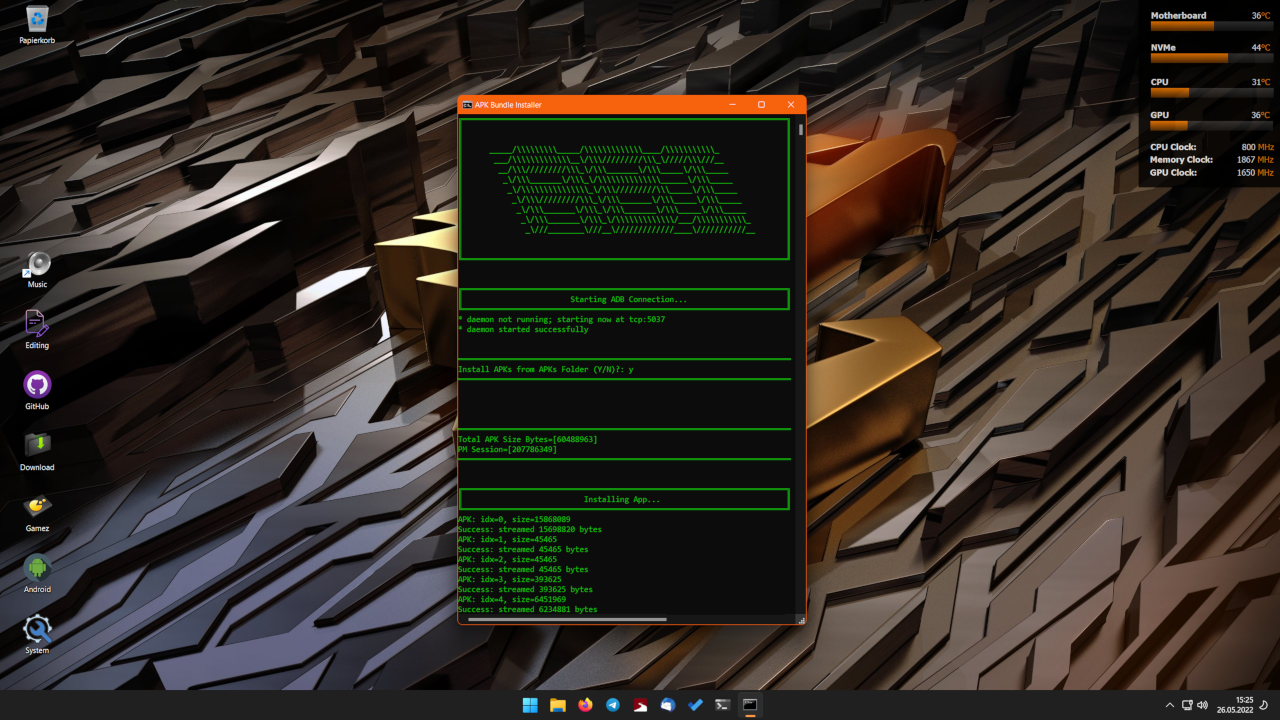 Papierkorb
Music
Editing
GitHub
Download
Gamez
Android
System
APK Bundle Installer
Starting ADB Connection...
* daemon not running; starting now at tcp:5037
* daemon started successfully
Install APKs from APKs Folder (Y/N)?: y
Total APK Size Bytes=[60488963]
PM Session=[207786349]
Installing App...
APK: idx=0, size=15868089
Success: streamed 15698820 bytes
APK: idx=1, size=45465
Success: streamed 45465 bytes
APK: idx=2, size=45465
Success: streamed 45465 bytes
APK: idx=3, size=393625
Success: streamed 393625 bytes
APK: idx=4, size=6451969
Success: streamed 6234881 bytes
Motherboard 36°C
NVMe 44°C
CPU 31°C
GPU 36°C
CPU Clock: 800 MHz
Memory Clock: 1867 MHz
GPU Clock: 1650 MHz
15:25
26.05.2022